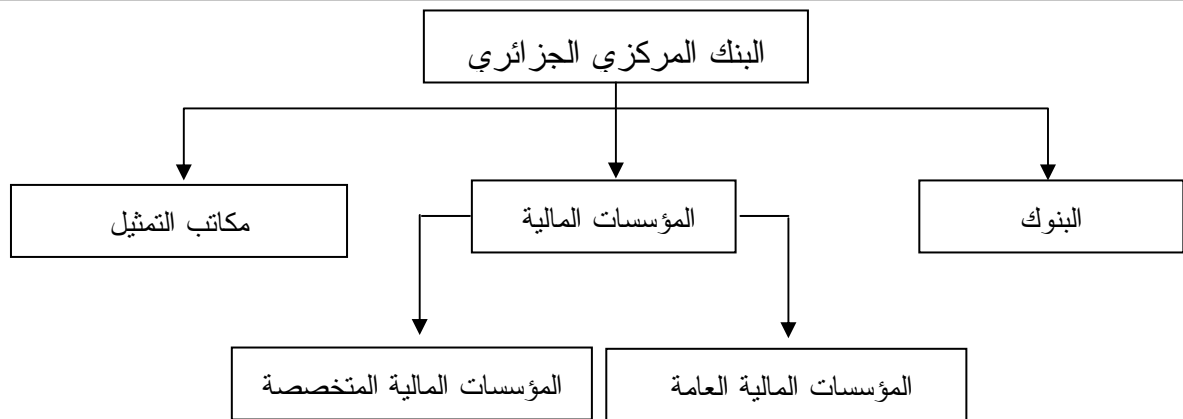 البنك المركزي الجزائري
البنوك
المؤسسات المالية
مكاتب التمثيل
المؤسسات المالية العامة
المؤسسات المالية المتخصصة